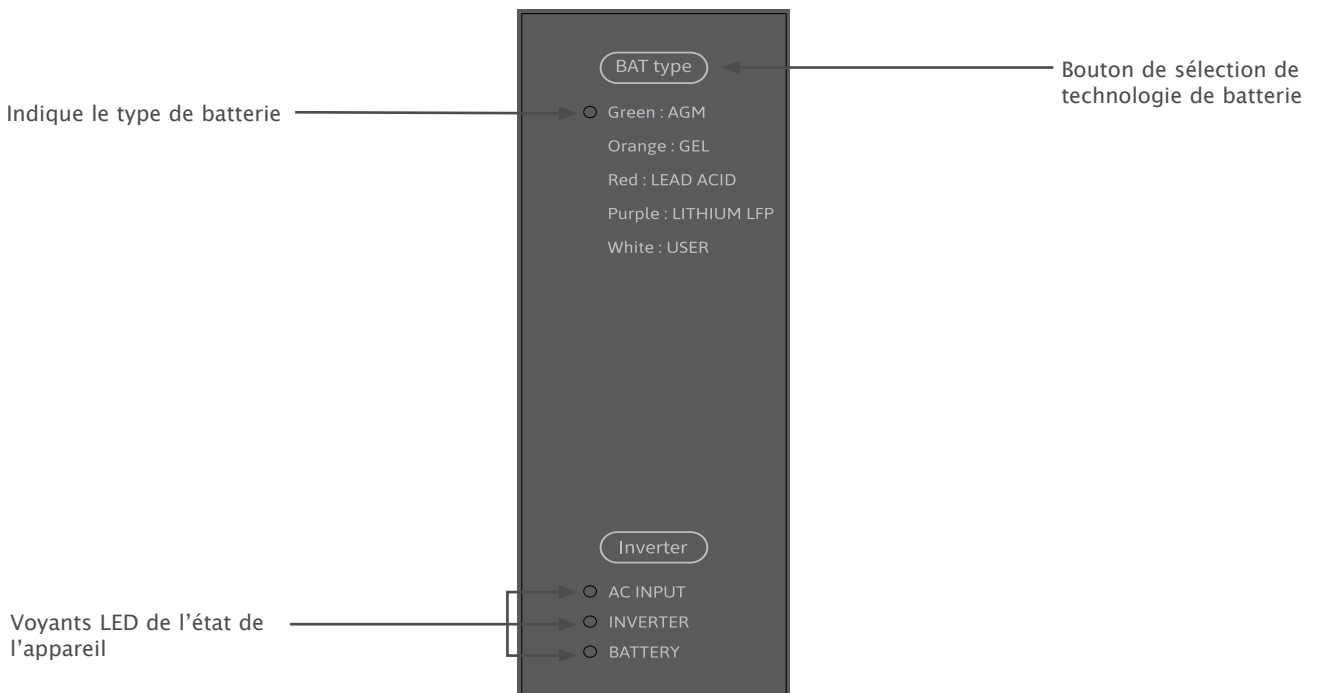 BAT type
Bouton de sélection de
technologie de batterie
Indique le type de batterie
Green : AGM
Orange : GEL
Red : LEAD ACID
Purple : LITHIUM LFP
White : USER
Inverter
AC INPUT
INVERTER
BATTERY
Voyants LED de l’état de
l’appareil